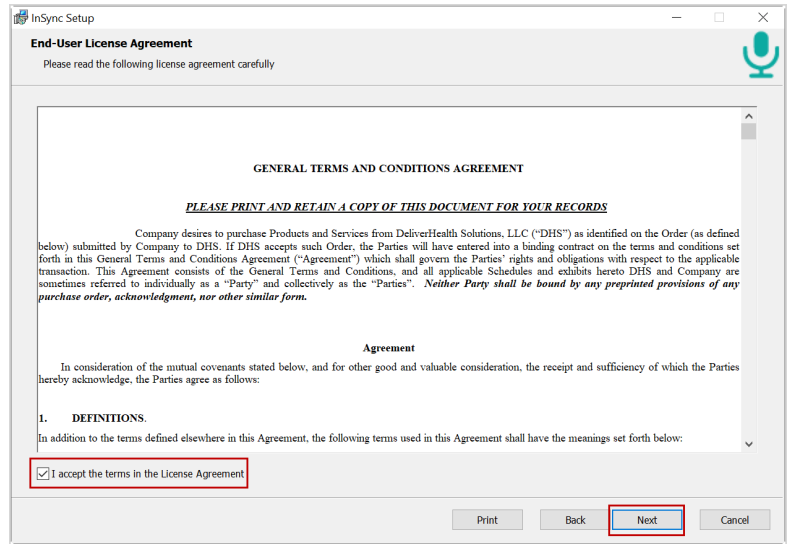 InSync Setup
End-User License Agreement
Please read the following license agreement carefully
GENERAL TERMS AND CONDITIONS AGREEMENT
PLEASE PRINT AND RETAIN A COPY OF THIS DOCUMENT FOR YOUR RECORDS
Company desires to purchase Products and Services from DeliverHealth Solutions, LLC (“DHS”) as identified on the Order (as defined
below) submitted by Company to DHS. If DHS accepts such Order, the Parties will have entered into a binding contract on the terms and conditions set
forth in this General Terms and Conditions Agreement (“Agreement”) which shall govern the Parties’ rights and obligations with respect to the applicable
transaction. This Agreement consists of the General Terms and Conditions, and all applicable Schedules and exhibits hereto DHS and Company are
sometimes referred to individually as a “Party” and collectively as the “Parties”. Neither Party shall be bound by any preprinted provisions of any
purchase order, acknowledgment, nor other similar form.
Agreement
In consideration of the mutual covenants stated below, and for other good and valuable consideration, the receipt and sufficiency of which the Parties
hereby acknowledge, the Parties agree as follows:
1. DEFINITIONS.
In addition to the terms defined elsewhere in this Agreement, the following terms used in this Agreement shall have the meanings set forth below:
I accept the terms in the License Agreement
Print Back Next Cancel